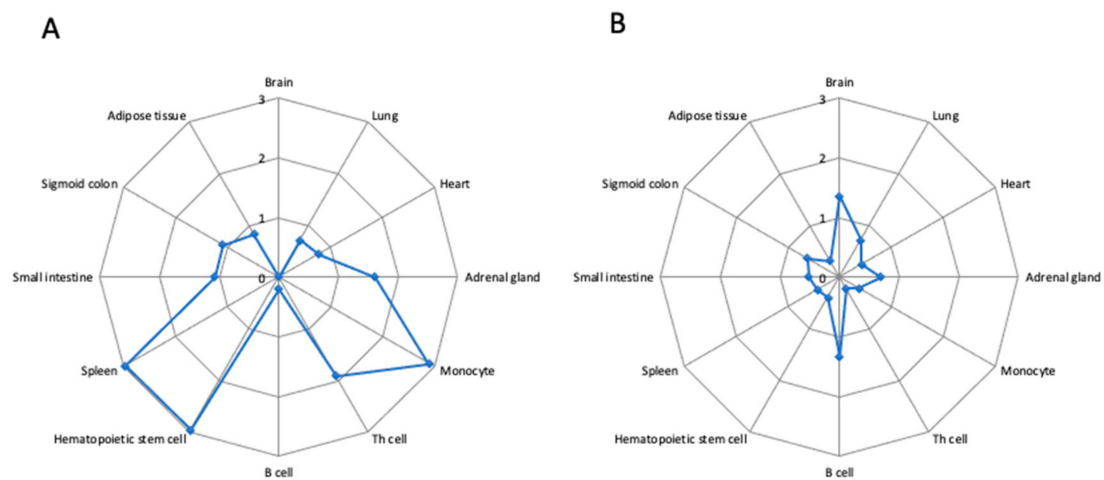 A
B
Brain
3
Adipose tissue
Lung
2
Sigmoid colon
Heart
1
Small intestine
0
Adrenal gland
Spleen
Monocyte
Hematopoietic stem cell
Th cell
B cell
Brain
3
Adipose tissue
Lung
2
Sigmoid colon
Heart
1
Small intestine
0
Adrenal gland
Spleen
Monocyte
Hematopoietic stem cell
Th cell
B cell